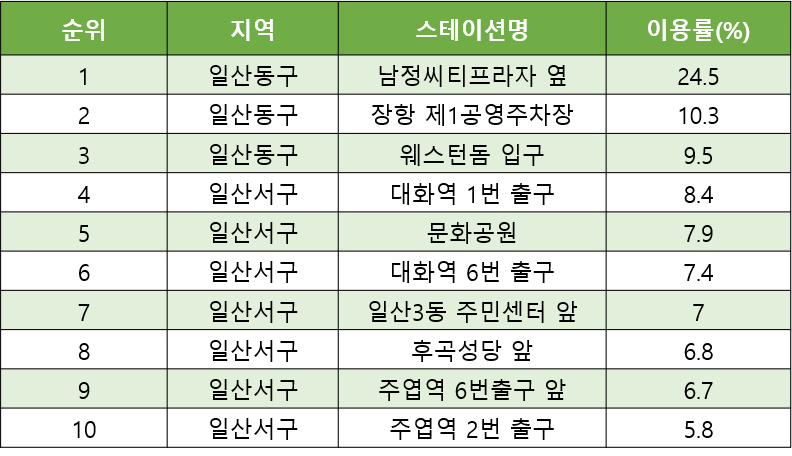 순위 지역 스테이션명 이용률(%)
1 일산동구 남정씨티프라자 옆 24.5
2 일산동구 장항 제1공영주차장 10.3
3 일산동구 웨스턴돔 입구 9.5
4 일산서구 대화역 1번 출구 8.4
5 일산서구 문화공원 7.9
6 일산서구 대화역 6번 출구 7.4
7 일산서구 일산3동 주민센터 앞 7
8 일산서구 후곡성당 앞 6.8
9 일산서구 주엽역 6번출구 앞 6.7
10 일산서구 주엽역 2번 출구 5.8